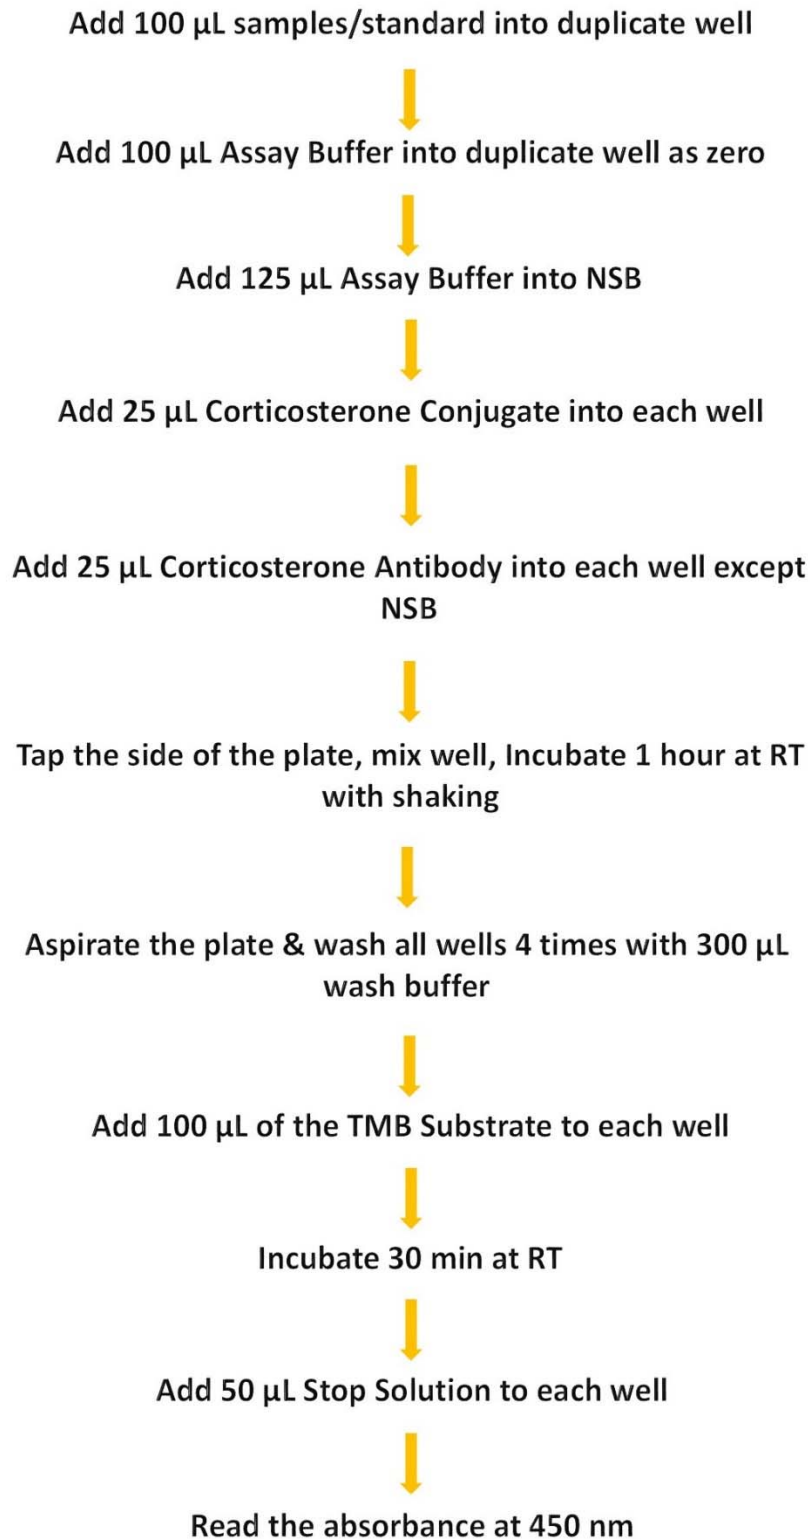 Add 100 µL samples/standard into duplicate well
Add 100 µL Assay Buffer into duplicate well as zero
Add 125 µL Assay Buffer into NSB
Add 25 µL Corticosterone Conjugate into each well
Add 25 µL Corticosterone Antibody into each well except
NSB
Tap the side of the plate, mix well, Incubate 1 hour at RT
with shaking
Aspirate the plate & wash all wells 4 times with 300 µL
wash buffer
Add 100 µL of the TMB Substrate to each well
Incubate 30 min at RT
Add 50 µL Stop Solution to each well
Read the absorbance at 450 nm